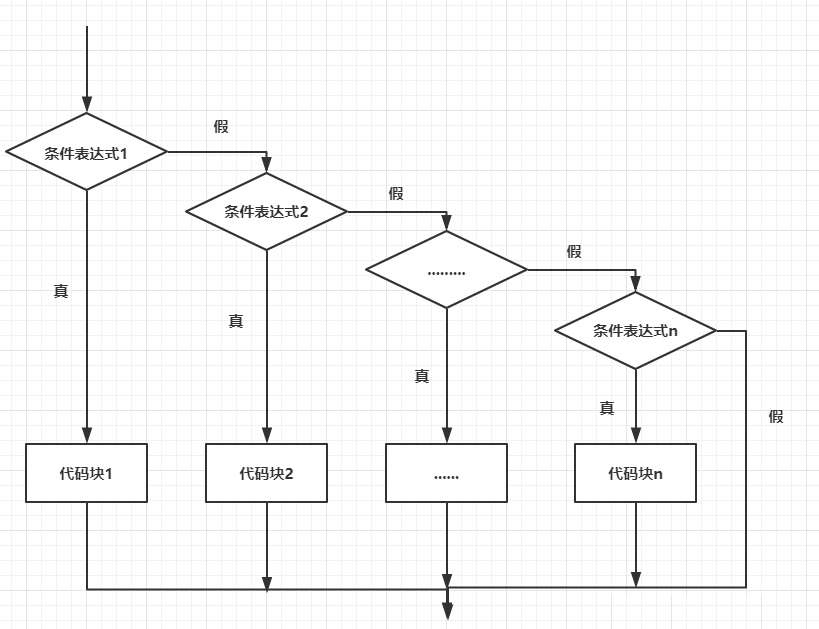 假
条件表达式1
假
条件表达式2
假
.........
真
真
条件表达式n
真
真
假
代码块1
代码块2
......
代码块n